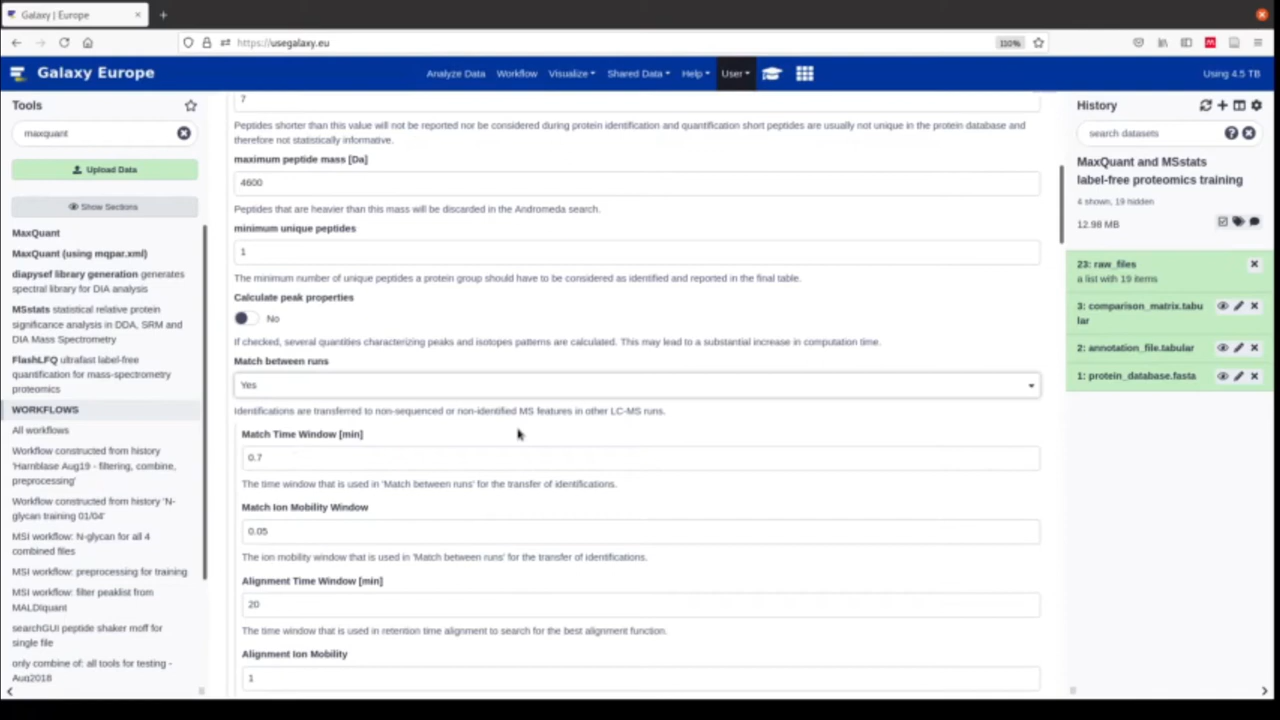 Galaxy | Europe
https://usegalaxy.eu
110%
Galaxy Europe
Analyze Data
Workflow
Visualize
Shared Data
Help
User
Using 4.5 TB
Tools
maxquant
Upload Data
Show Sections
MaxQuant
MaxQuant (using mqpar.xml)
diapysef library generation generates
spectral library for DIA analysis
MSstats statistical relative protein
significance analysis in DDA, SRM and
DIA Mass Spectrometry
FlashLFQ ultrafast label-free
quantification for mass-spectrometry
proteomics
WORKFLOWS
All workflows
Workflow constructed from history
'Harnblase Aug19 - filtering, combine,
preprocessing'
Workflow constructed from history 'N-
glycan training 01/04'
MSI workflow: N-glycan for all 4
combined files
MSI workflow: preprocessing for training
MSI workflow: filter peaklist from
MALDIquant
searchGUI peptide shaker moff for
single file
only combine of: all tools for testing -
Aug2018
7
Peptides shorter than this value will not be reported nor be considered during protein identification and quantification short peptides are usually not unique in the protein database and
therefore not statistically informative.
maximum peptide mass [Da]
4600
Peptides that are heavier than this mass will be discarded in the Andromeda search.
minimum unique peptides
1
The minimum number of unique peptides a protein group should have to be considered as identified and reported in the final table.
Calculate peak properties
No
If checked, several quantities characterizing peaks and isotopes patterns are calculated. This may lead to a substantial increase in computation time.
Match between runs
Yes
Identifications are transferred to non-sequenced or non-identified MS features in other LC-MS runs.
Match Time Window [min]
0.7
The time window that is used in 'Match between runs' for the transfer of identifications.
Match Ion Mobility Window
0.05
The ion mobility window that is used in 'Match between runs' for the transfer of identifications.
Alignment Time Window [min]
20
The time window that is used in retention time alignment to search for the best alignment function.
Alignment Ion Mobility
1
History
search datasets
MaxQuant and MSstats
label-free proteomics training
4 shown, 19 hidden
12.98 MB
23: raw_files
a list with 19 items
3: comparison_matrix.tabu
lar
2: annotation_file.tabular
1: protein_database.fasta